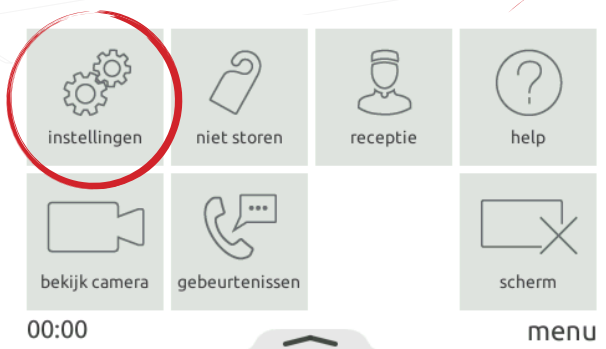 instellingen
niet storen
receptie
help
bekijk camera
gebeurtenissen
scherm
00:00
menu